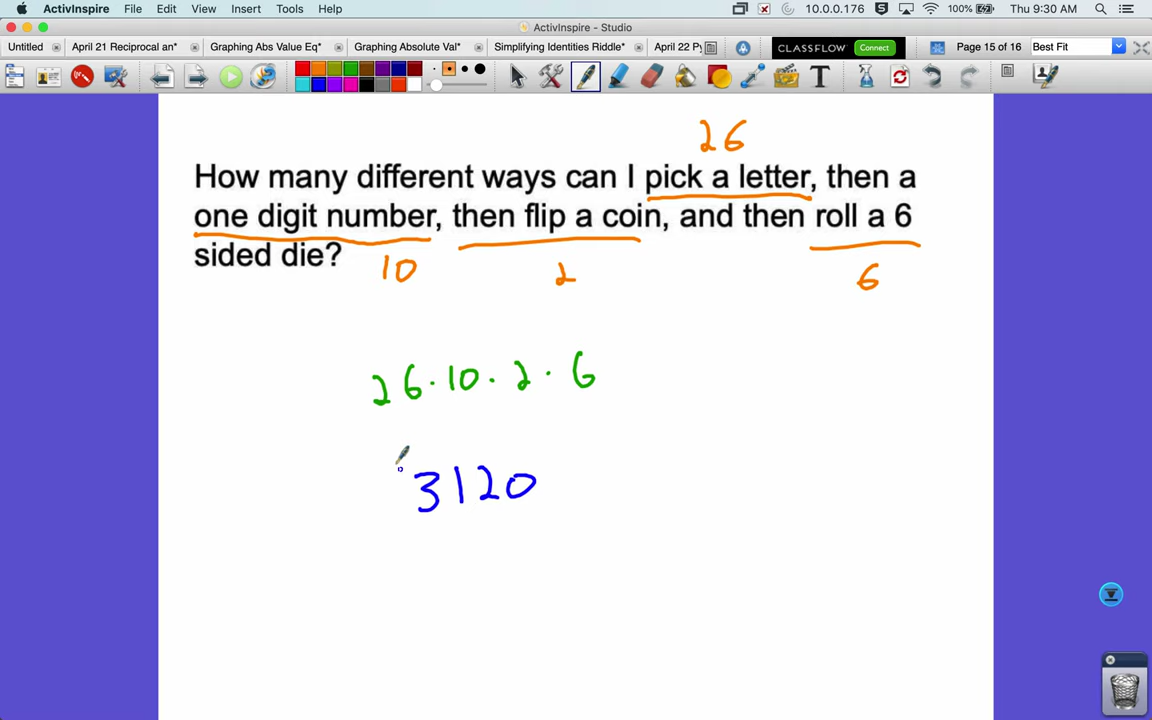 ActivInspire File Edit View Insert Tools Help 10.0.0.176 5 100% Thu 9:30 AM
ActivInspire - Studio
Untitled April 21 Reciprocal an* Graphing Abs Value Eq* Graphing Absolute Val* Simplifying Identities Riddle* April 22 Py CLASSFLOW Connect Page 15 of 16 Best Fit
26
How many different ways can I pick a letter, then a
one digit number, then flip a coin, and then roll a 6
sided die?
10 2 6
26 · 10 · 2 · 6
3120